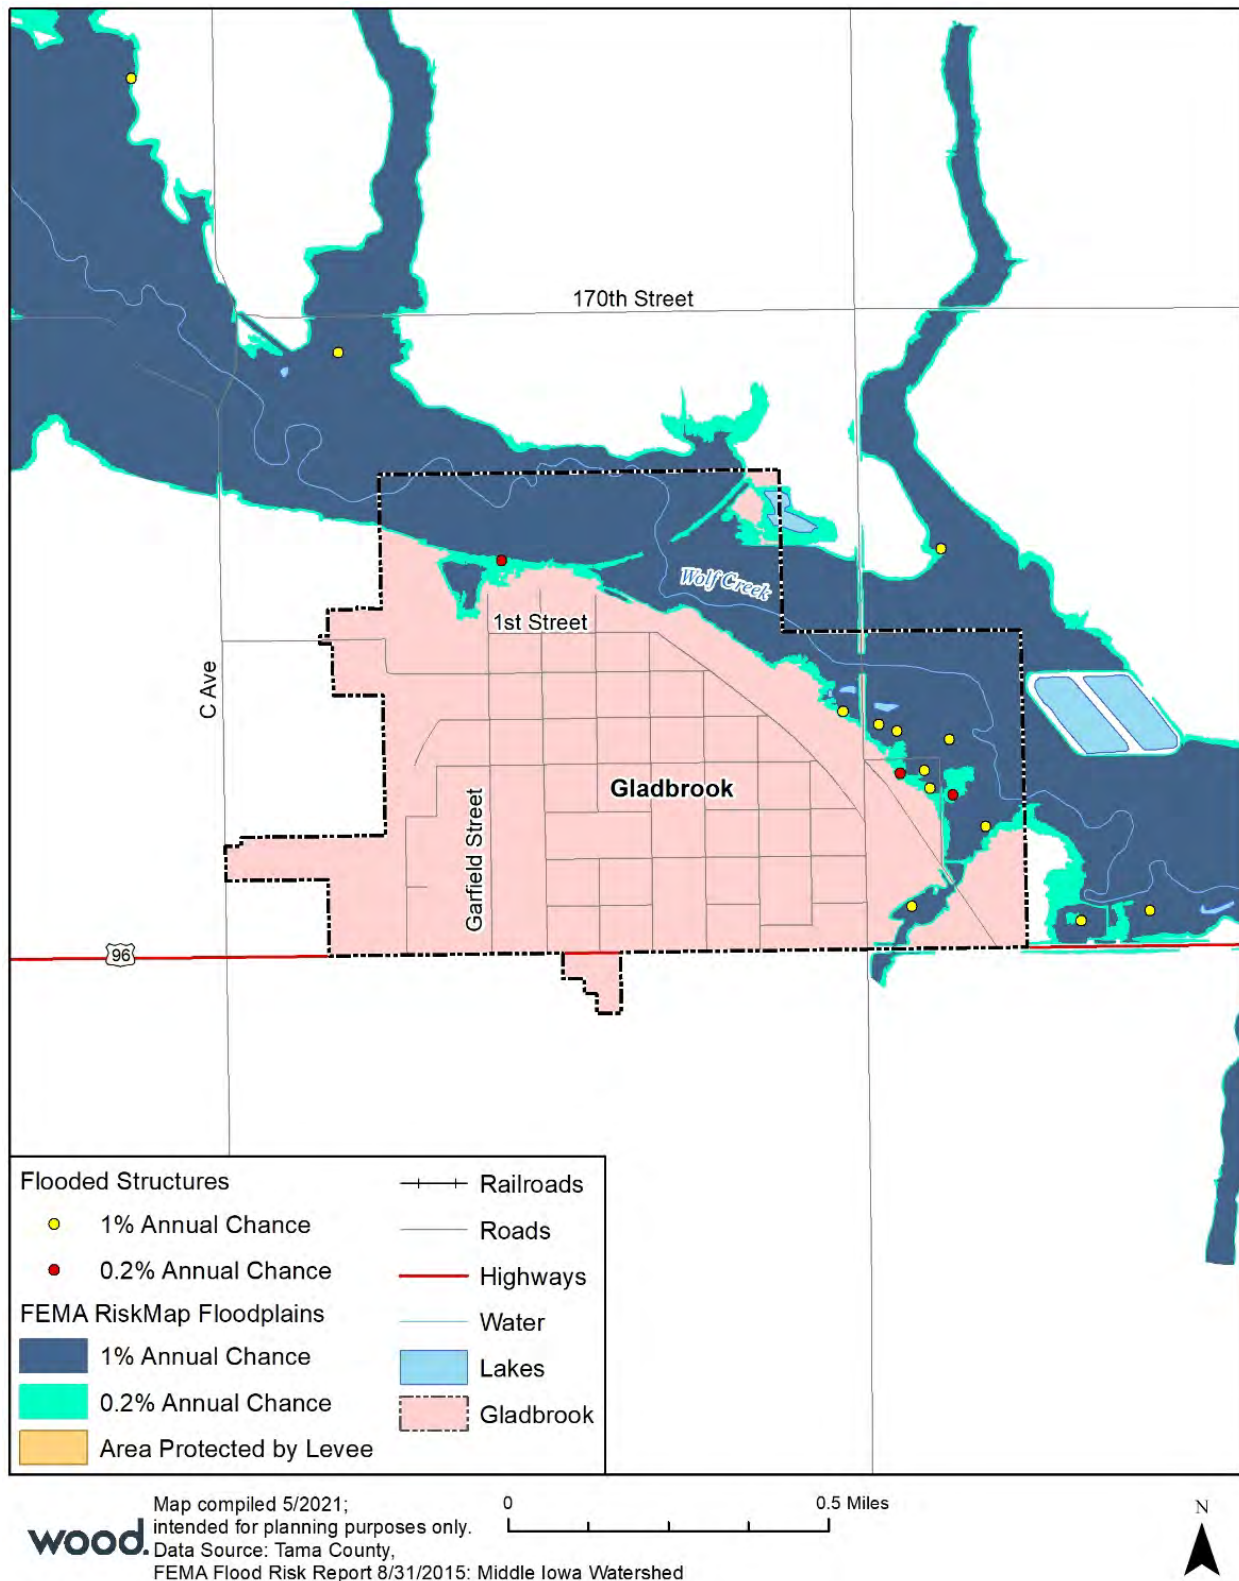 170th Street
Wolf Creek
1st Street
C Ave
Gladbrook
Garfield Street
96
Flooded Structures
1% Annual Chance
0.2% Annual Chance
FEMA RiskMap Floodplains
1% Annual Chance
0.2% Annual Chance
Area Protected by Levee
Railroads
Roads
Highways
Water
Lakes
Gladbrook
wood.
Map compiled 5/2021;
intended for planning purposes only.
Data Source: Tama County,
FEMA Flood Risk Report 8/31/2015: Middle Iowa Watershed
0 0.5 Miles
N